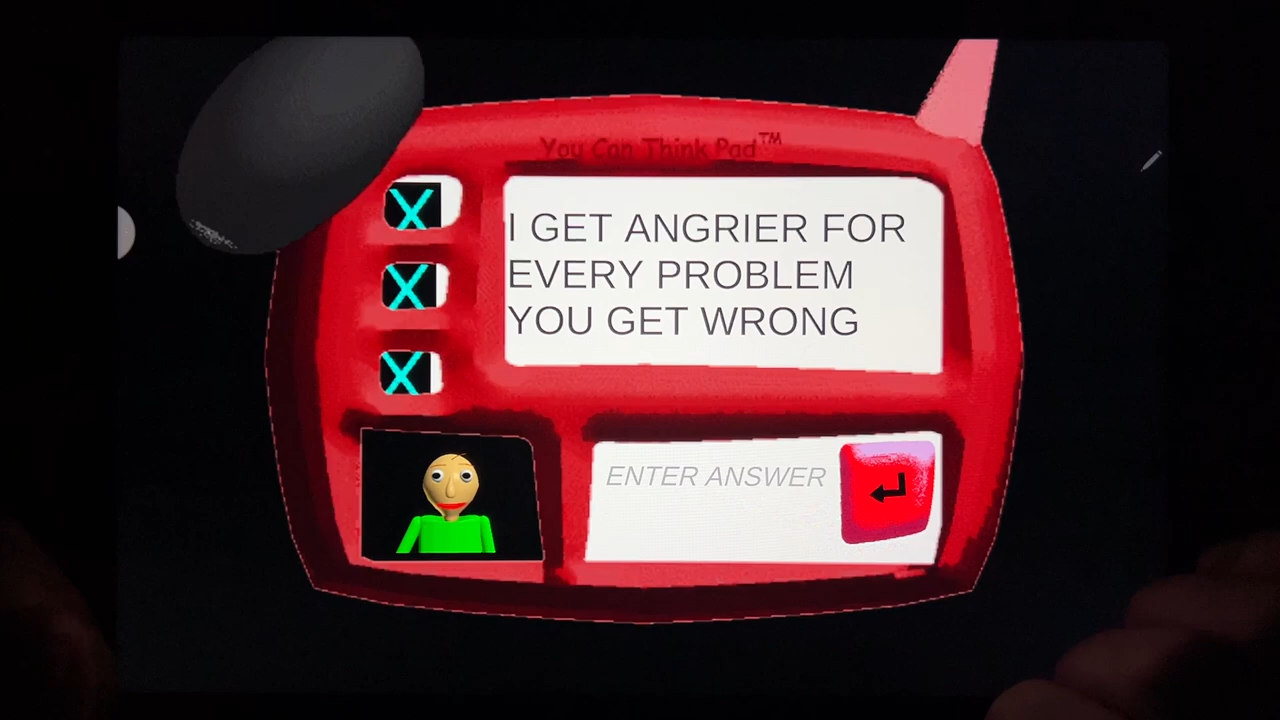 You Can Think Pad™
I GET ANGRIER FOR
EVERY PROBLEM
YOU GET WRONG
ENTER ANSWER